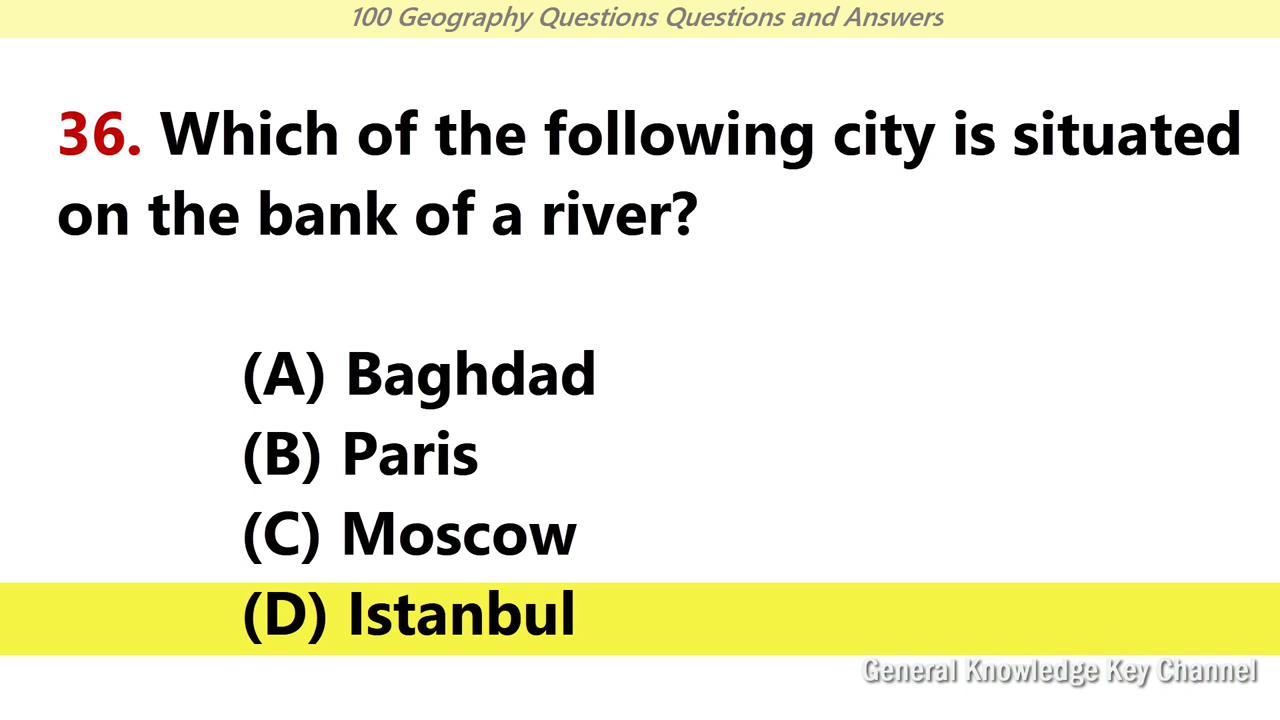 100 Geography Questions Questions and Answers
36. Which of the following city is situated
on the bank of a river?
(A) Baghdad
(B) Paris
(C) Moscow
(D) Istanbul
General Knowledge Key Channel